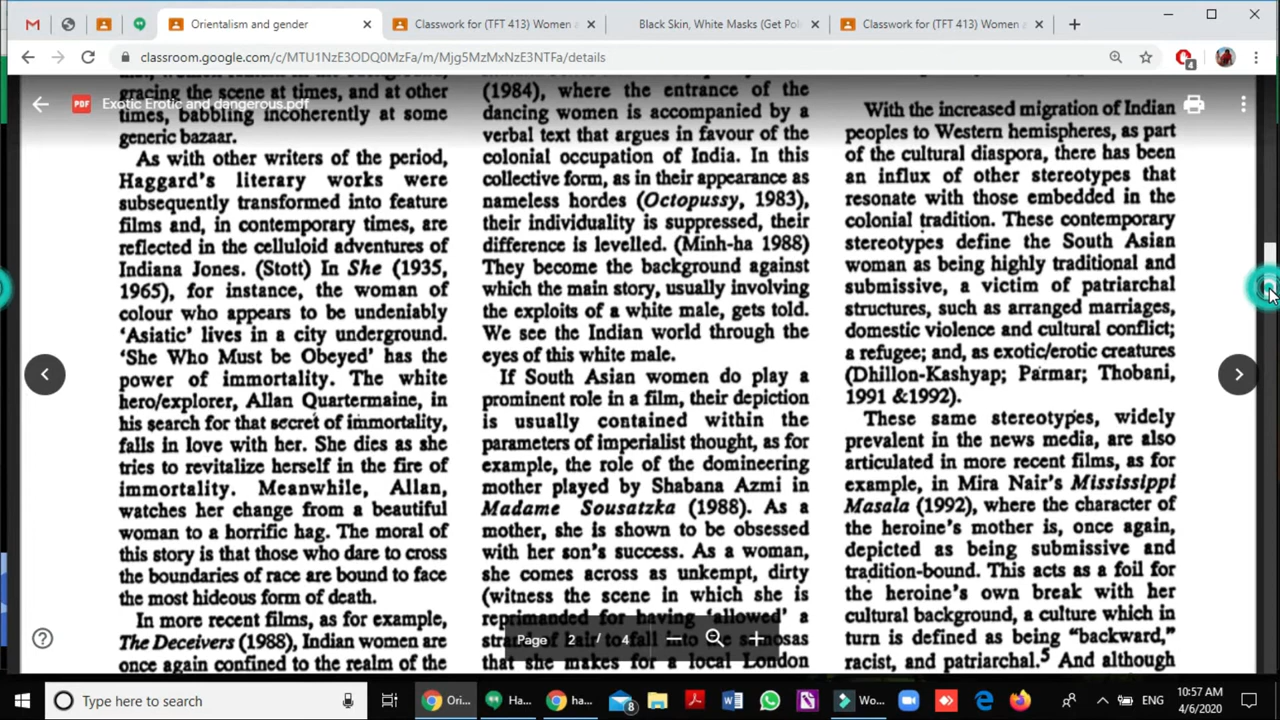 Orientalism and gender
Classwork for (TFT 413) Women a
Black Skin, White Masks (Get Pol
Classwork for (TFT 413) Women a
classroom.google.com/c/MTU1NzE3ODQ0MzFa/m/Mjg5MzMxNzE3NTFa/details
4
PDF Exotic Erotic and dangerous.pdf
gracing the scene at times, and at other
times, babbling incoherently at some
generic bazaar.
As with other writers of the period,
Haggard's literary works were
subsequently transformed into feature
films and, in contemporary times, are
reflected in the celluloid adventures of
Indiana Jones. (Stott) In She (1935,
1965), for instance, the woman of
colour who appears to be undeniably
'Asiatic' lives in a city underground.
'She Who Must be Obeyed' has the
power of immortality. The white
hero/explorer, Allan Quartermaine, in
his search for that secret of immortality,
falls in love with her. She dies as she
tries to revitalize herself in the fire of
immortality. Meanwhile, Allan,
watches her change from a beautiful
woman to a horrific hag. The moral of
this story is that those who dare to cross
the boundaries of race are bound to face
the most hideous form of death.
In more recent films, as for example,
The Deceivers (1988), Indian women are
once again confined to the realm of the
(1984), where the entrance of the
dancing women is accompanied by a
verbal text that argues in favour of the
colonial occupation of India. In this
collective form, as in their appearance as
nameless hordes (Octopussy, 1983),
their individuality is suppressed, their
difference is levelled. (Minh-ha 1988)
They become the background against
which the main story, usually involving
the exploits of a white male, gets told.
We see the Indian world through the
eyes of this white male.
If South Asian women do play a
prominent role in a film, their depiction
is usually contained within the
parameters of imperialist thought, as for
example, the role of the domineering
mother played by Shabana Azmi in
Madame Sousatzka (1988). As a
mother, she is shown to be obsessed
with her son's success. As a woman,
she comes across as unkempt, dirty
(witness the scene in which she is
reprimanded for having 'allowed' a
to fall into the samosas
that she makes for a local London
With the increased migration of Indian
peoples to Western hemispheres, as part
of the cultural diaspora, there has been
an influx of other stereotypes that
resonate with those embedded in the
colonial tradition. These contemporary
stereotypes define the South Asian
woman as being highly traditional and
submissive, a victim of patriarchal
structures, such as arranged marriages,
domestic violence and cultural conflict;
a refugee; and, as exotic/erotic creatures
(Dhillon-Kashyap; Parmar; Thobani,
1991 &1992).
These same stereotypes, widely
prevalent in the news media, are also
articulated in more recent films, as for
example, in Mira Nair's Mississippi
Masala (1992), where the character of
the heroine's mother is, once again,
depicted as being submissive and
tradition-bound. This acts as a foil for
the heroine's own break with her
cultural background, a culture which in
turn is defined as being "backward,"
racist, and patriarchal.5 And although
Page 2 / 4
Type here to search
Ori...
Ha...
ha...
8
Wo...
ENG
10:57 AM
4/6/2020